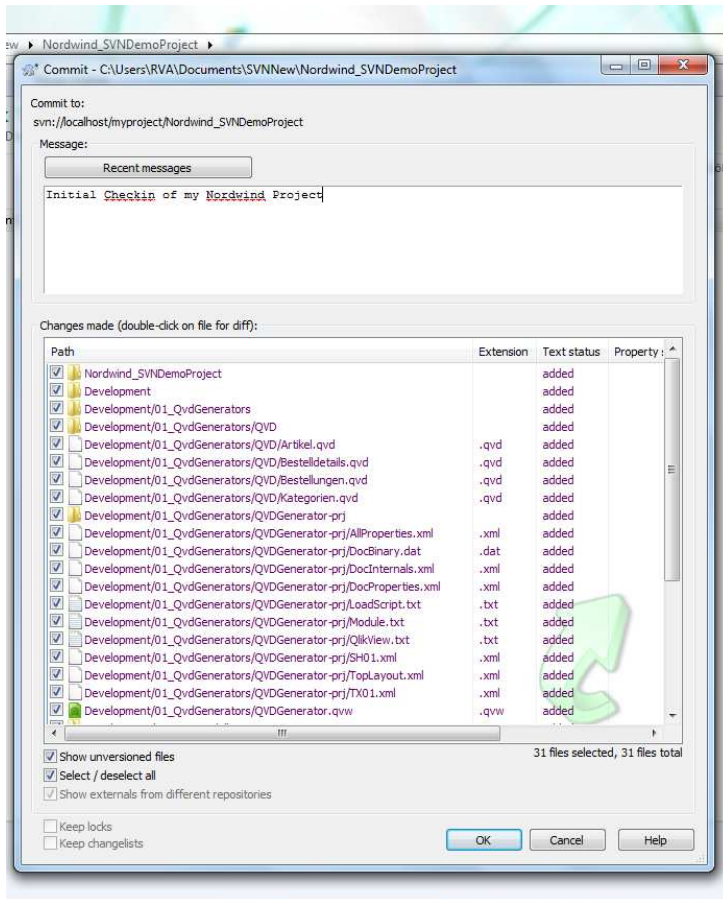 ew ▸ Nordwind_SVNDemoProject ▸
Commit - C:\Users\RVA\Documents\SVNNew\Nordwind_SVNDemoProject
Commit to:
svn://localhost/myproject/Nordwind_SVNDemoProject
Message:
Recent messages
Initial Checkin of my Nordwind Project
Changes made (double-click on file for diff):
Path Extension Text status Property s
Nordwind_SVNDemoProject added
Development added
Development/01_QvdGenerators added
Development/01_QvdGenerators/QVD added
Development/01_QvdGenerators/QVD/Artikel.qvd .qvd added
Development/01_QvdGenerators/QVD/Bestelldetails.qvd .qvd added
Development/01_QvdGenerators/QVD/Bestellungen.qvd .qvd added
Development/01_QvdGenerators/QVD/Kategorien.qvd .qvd added
Development/01_QvdGenerators/QVDGenerator-prj added
Development/01_QvdGenerators/QVDGenerator-prj/AllProperties.xml .xml added
Development/01_QvdGenerators/QVDGenerator-prj/DocBinary.dat .dat added
Development/01_QvdGenerators/QVDGenerator-prj/DocInternals.xml .xml added
Development/01_QvdGenerators/QVDGenerator-prj/DocProperties.xml .xml added
Development/01_QvdGenerators/QVDGenerator-prj/LoadScript.txt .txt added
Development/01_QvdGenerators/QVDGenerator-prj/Module.txt .txt added
Development/01_QvdGenerators/QVDGenerator-prj/QlikView.txt .txt added
Development/01_QvdGenerators/QVDGenerator-prj/SH01.xml .xml added
Development/01_QvdGenerators/QVDGenerator-prj/TopLayout.xml .xml added
Development/01_QvdGenerators/QVDGenerator-prj/TX01.xml .xml added
Development/01_QvdGenerators/QVDGenerator.qvw .qvw added
Show unversioned files 31 files selected, 31 files total
Select / deselect all
Show externals from different repositories
Keep locks
Keep changelists
OK Cancel Help